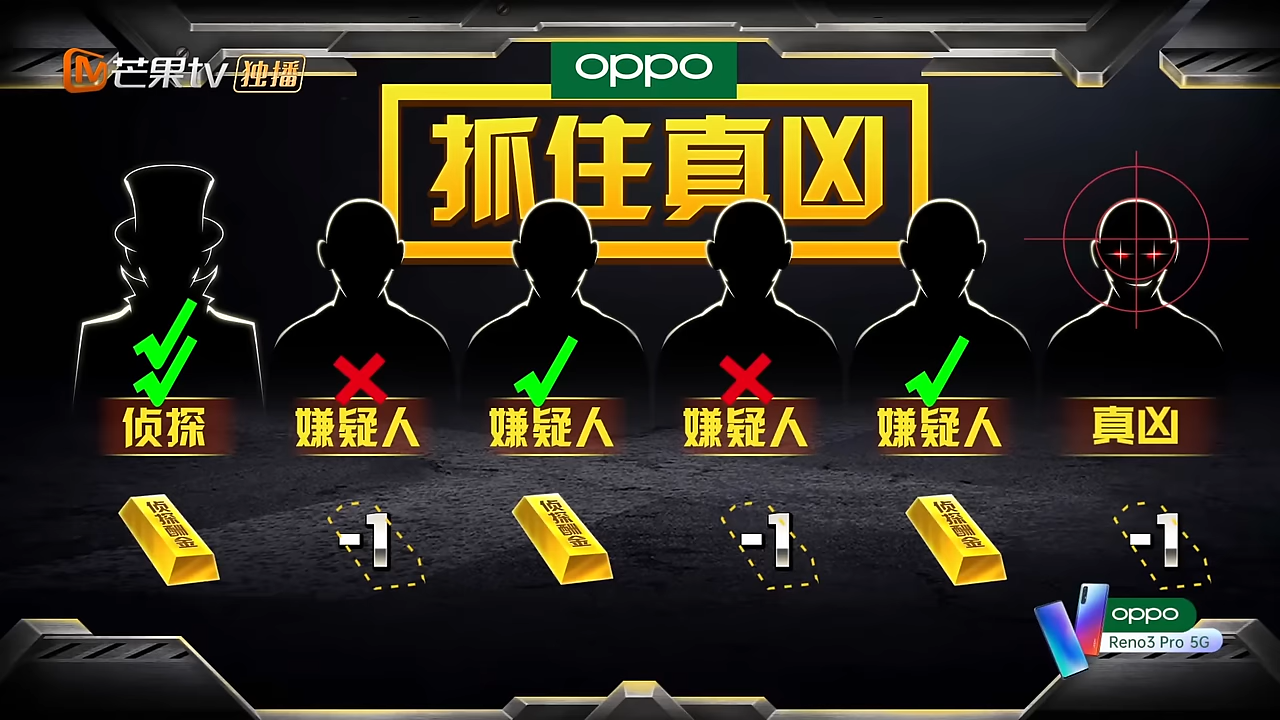 oppo
芒果tv 独播
抓住真凶
侦探 嫌疑人 嫌疑人 嫌疑人 嫌疑人 真凶
侦探酬金 -1 侦探酬金 -1 侦探酬金 -1
oppo
Reno3 Pro 5G